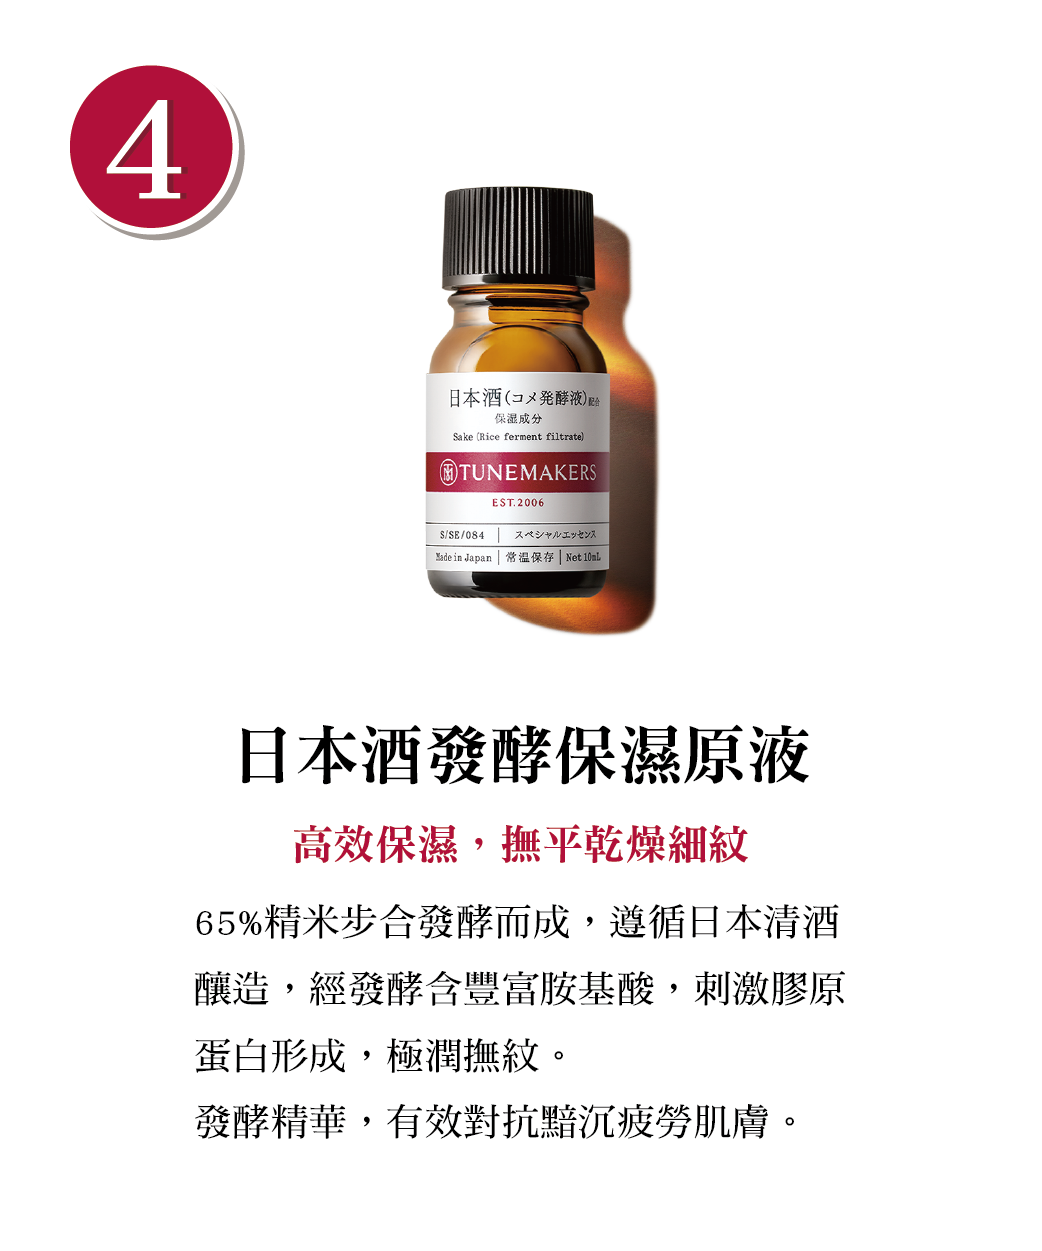 4
日本酒(コメ発酵液)配合
保湿成分
Sake (Rice ferment filtrate)
TUNEMAKERS
EST.2006
S/SE/084 スペシャルエッセンス
Made in Japan 常温保存 Net 10mL
日本酒發酵保濕原液
高效保濕，撫平乾燥細紋
65%精米步合發酵而成，遵循日本清酒
釀造，經發酵含豐富胺基酸，刺激膠原
蛋白形成，極潤撫紋。
發酵精華，有效對抗黯沉疲勞肌膚。